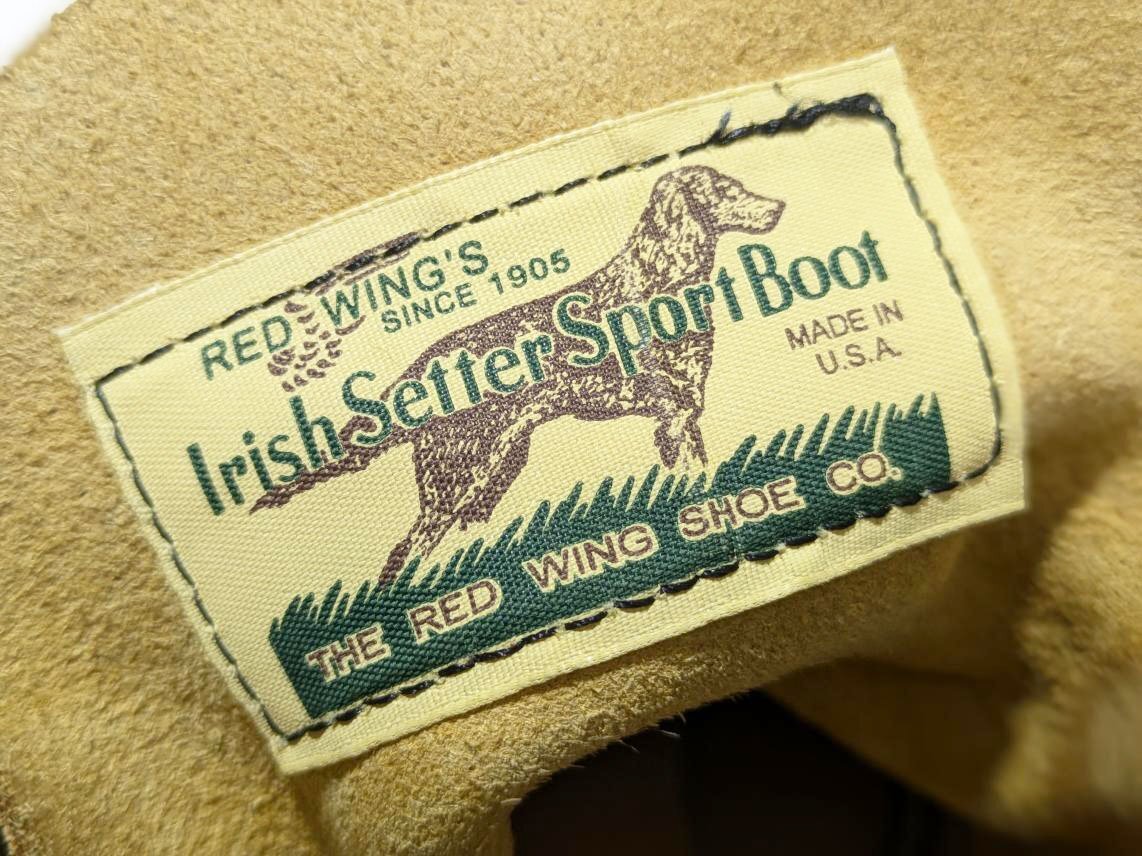 RED WING'S
SINCE 1905
Irish Setter Sport Boot
MADE IN
U.S.A.
THE RED WING SHOE CO.